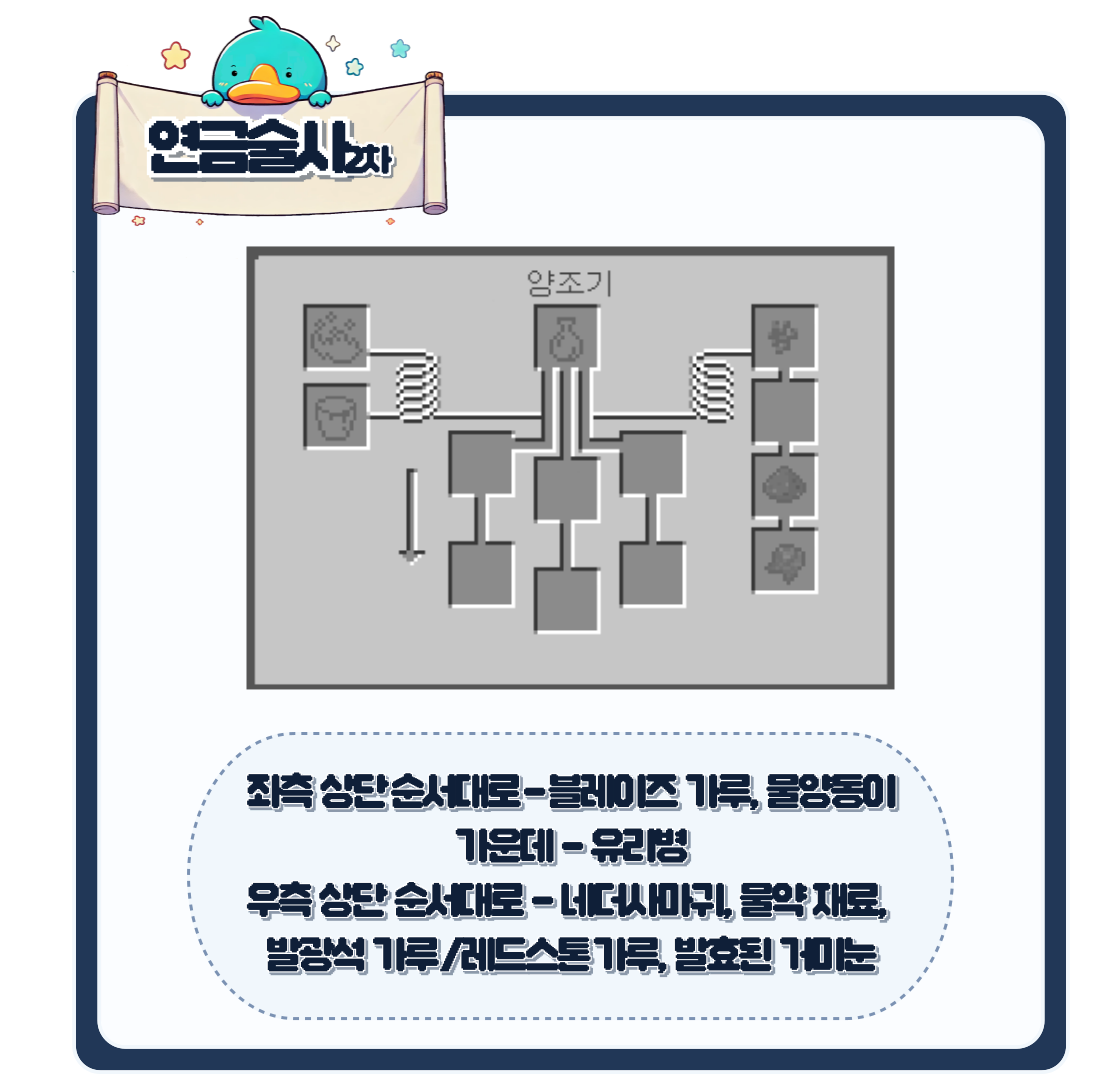 연금술사2차
양조기
좌측 상단 순서대로 - 블레이즈 가루, 물양동이
가운데 - 유리병
우측 상단 순서대로 - 네더사마귀, 물약 재료,
발광석 가루/레드스톤 가루, 발효된 거미눈